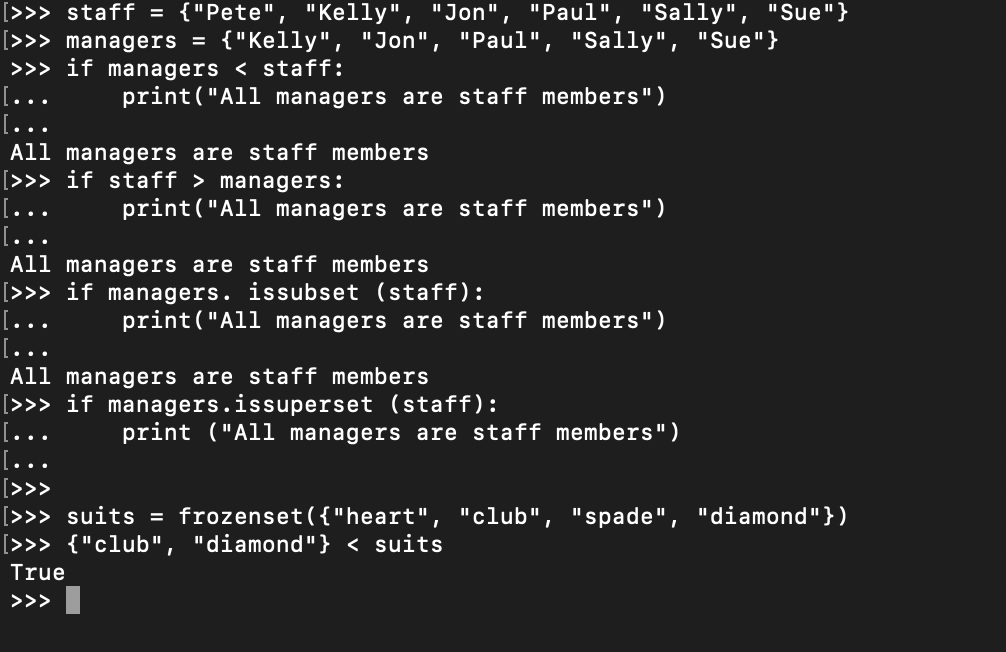 [>>> staff = {"Pete", "Kelly", "Jon", "Paul", "Sally", "Sue"}
[>>> managers = {"Kelly", "Jon", "Paul", "Sally", "Sue"}
>>> if managers < staff:
[...     print("All managers are staff members")
[...
All managers are staff members
[>>> if staff > managers:
[...     print("All managers are staff members")
[...
All managers are staff members
[>>> if managers. issubset (staff):
[...     print("All managers are staff members")
[...
All managers are staff members
[>>> if managers.issuperset (staff):
[...     print ("All managers are staff members")
[...
[>>>
[>>> suits = frozenset({"heart", "club", "spade", "diamond"})
[>>> {"club", "diamond"} < suits
True
>>>